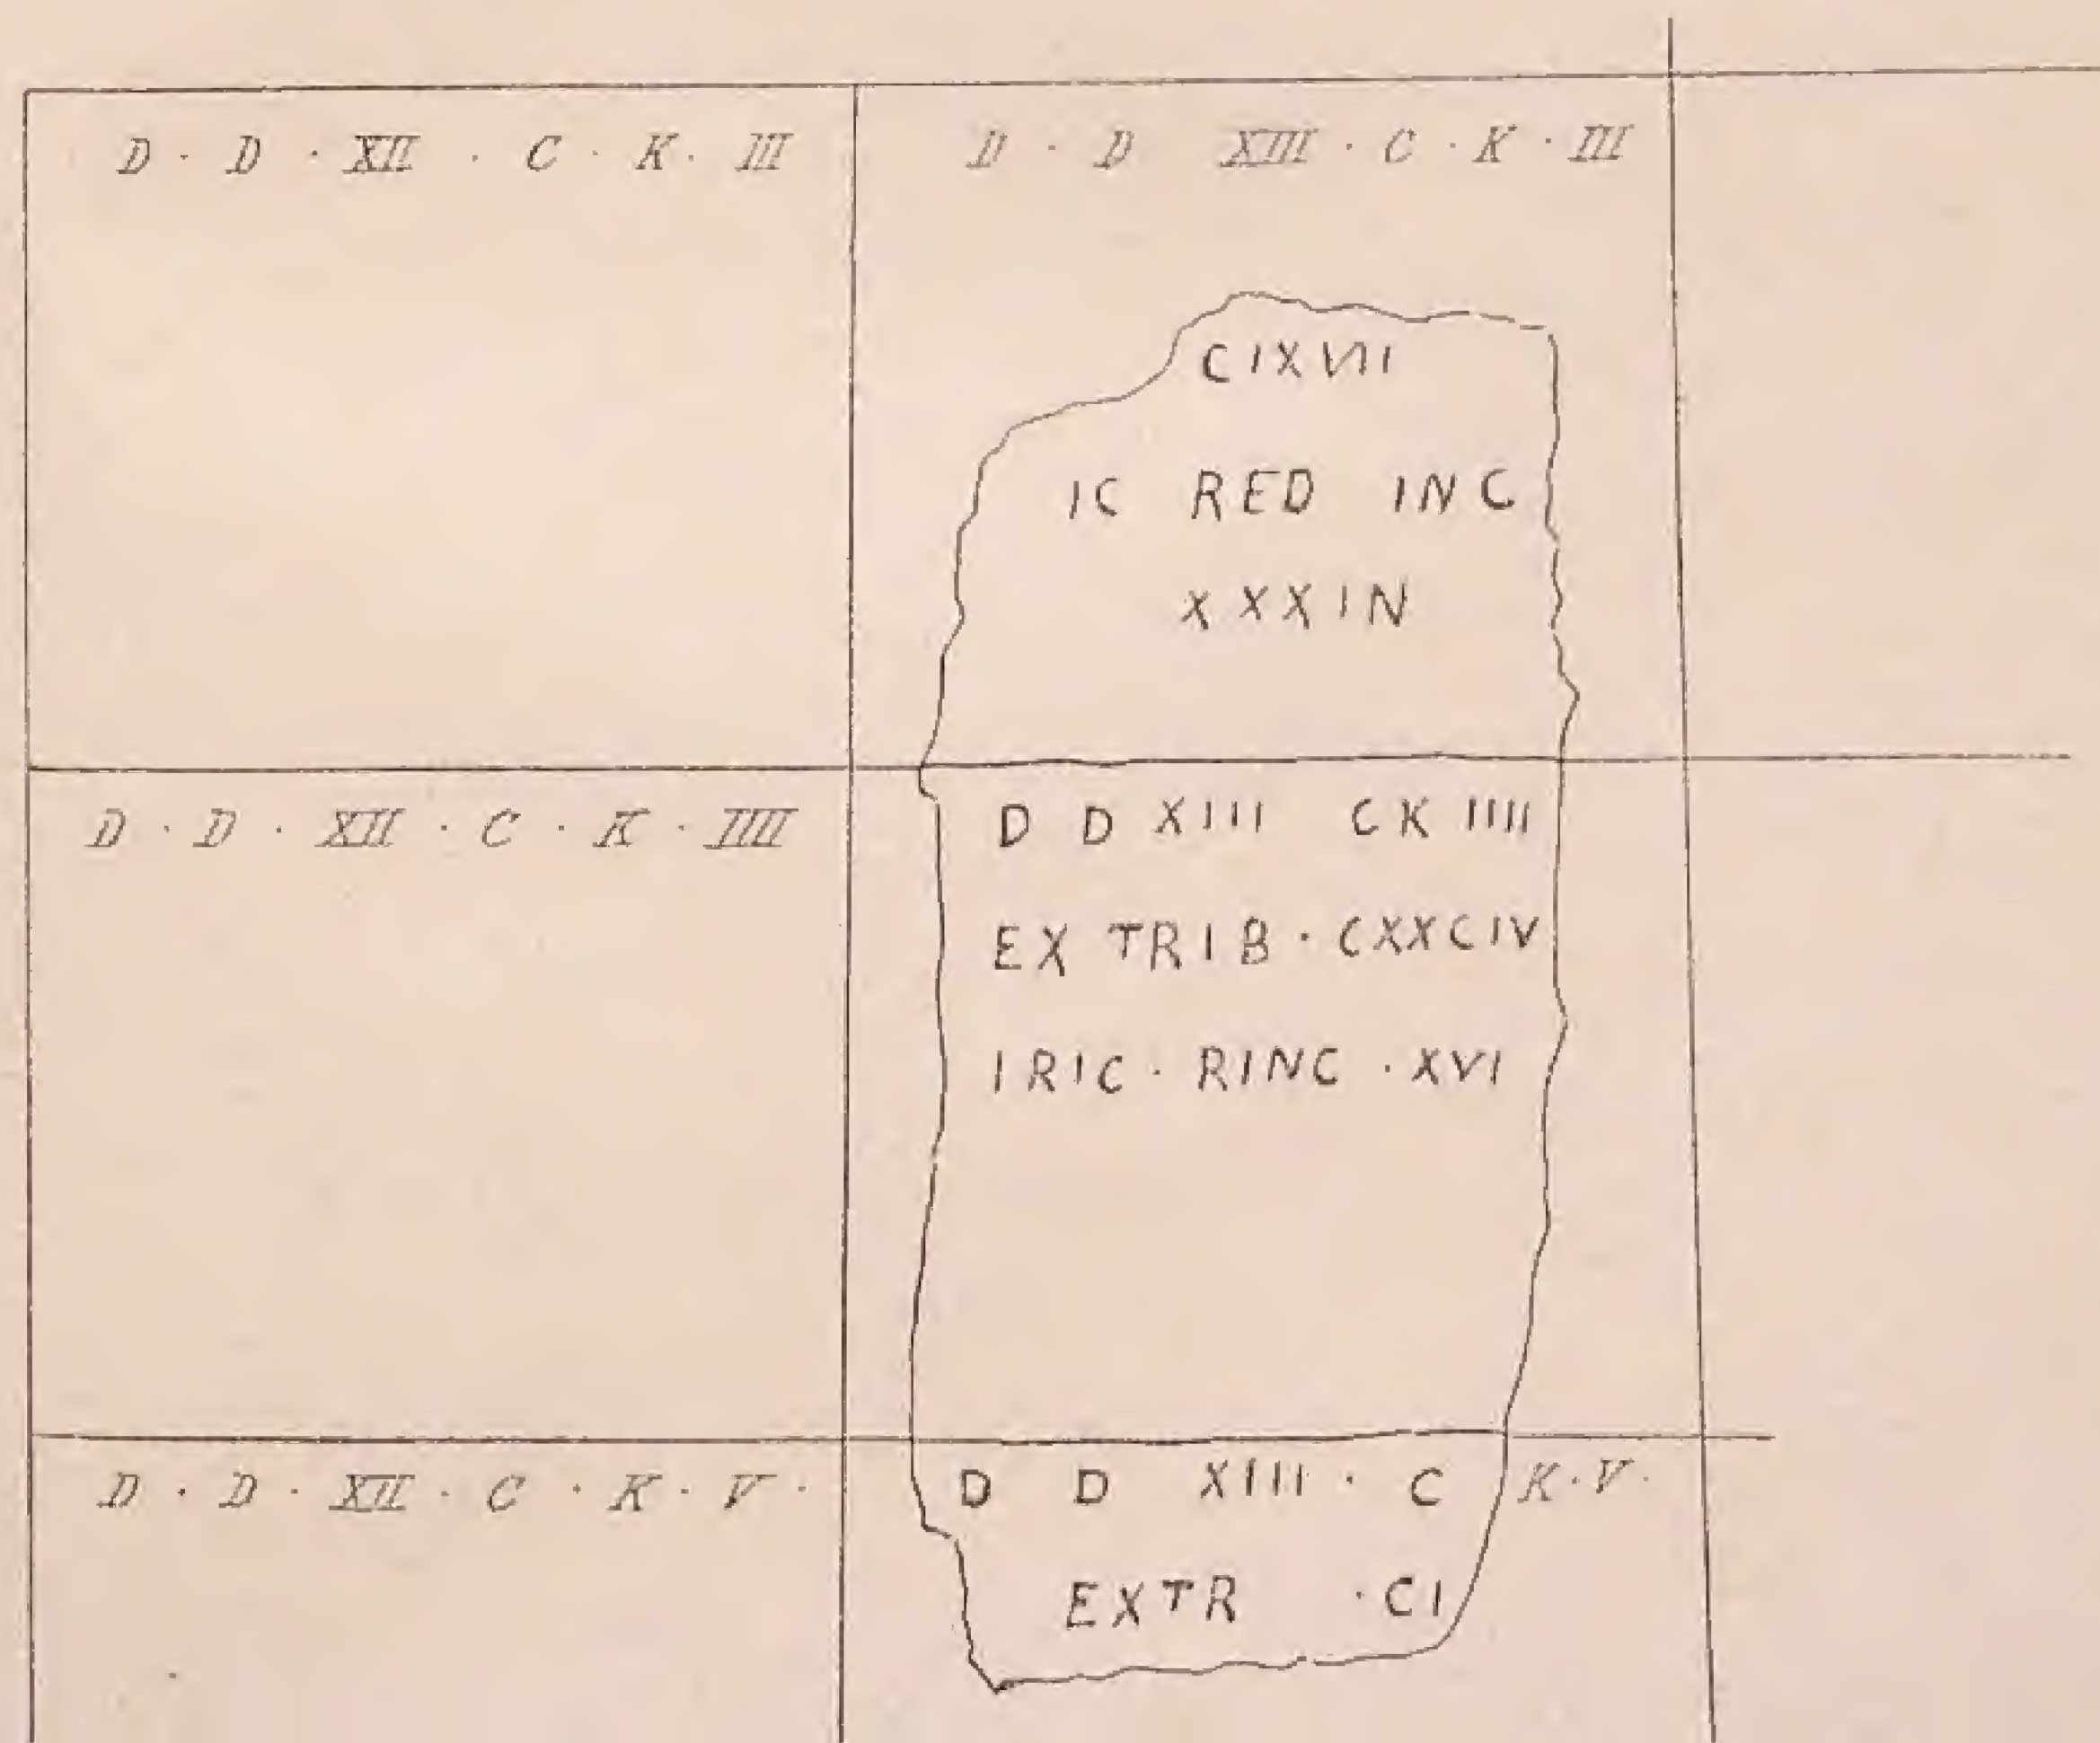 D · D · XII · C · K · III
D · D XIII · C · K · III
CIXVII
IC RED INC
XXXIN
D · D · XII · C · K · IIII
D D XIII CK IIII
EX TRIB · CXXCIV
IRIC · RINC · XVI
D · D · XII · C · K · V ·
D D XIII · C K · V ·
EXTR · CI